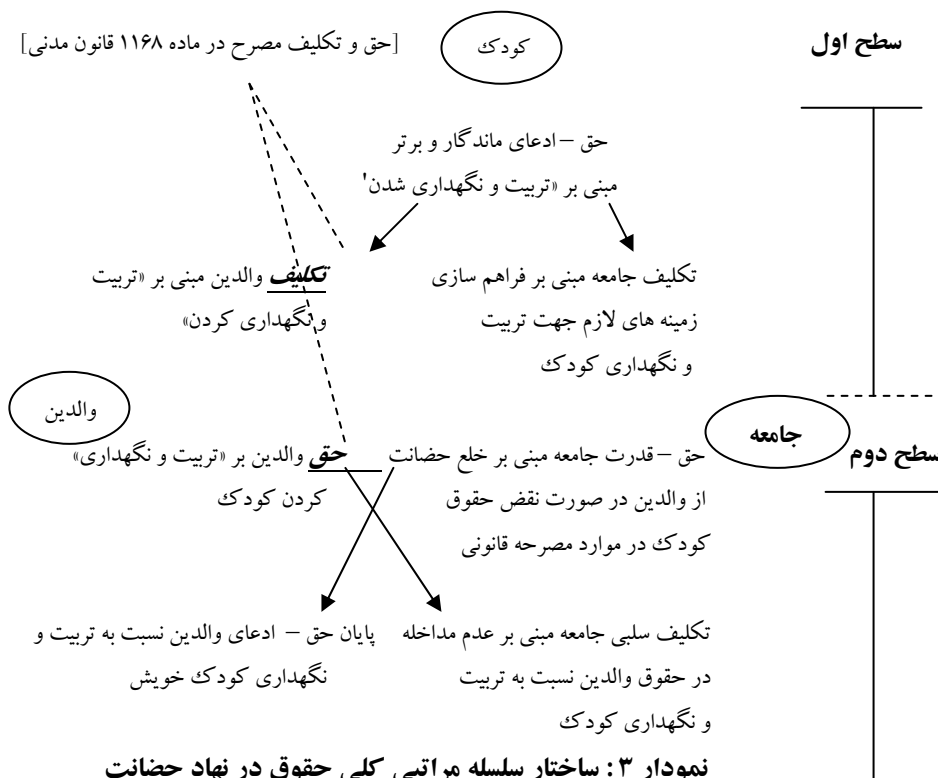 سطح اول
کودک
[حق و تکلیف مصرح در ماده ۱۱۶۸ قانون مدنی]
حق – ادعای ماندگار و برتر
مبنی بر «تربیت و نگهداری شدن'
تکلیف جامعه مبنی بر فراهم سازی
زمینه های لازم جهت تربیت
و نگهداری کودک
تکلیف والدین مبنی بر «تربیت
و نگهداری کردن»
والدین
جامعه
سطح دوم
حق – قدرت جامعه مبنی بر خلع حضانت
از والدین در صورت نقض حقوق
کودک در موارد مصرحه قانونی
حق والدین بر «تربیت و نگهداری»
کردن کودک
تکلیف سلبی جامعه مبنی بر عدم مداخله
در حقوق والدین نسبت به تربیت
و نگهداری کودک
پایان حق – ادعای والدین نسبت به تربیت و
نگهداری کودک خویش
نمودار ۳: ساختار سلسله مراتبی کلی حقوق در نهاد حضانت